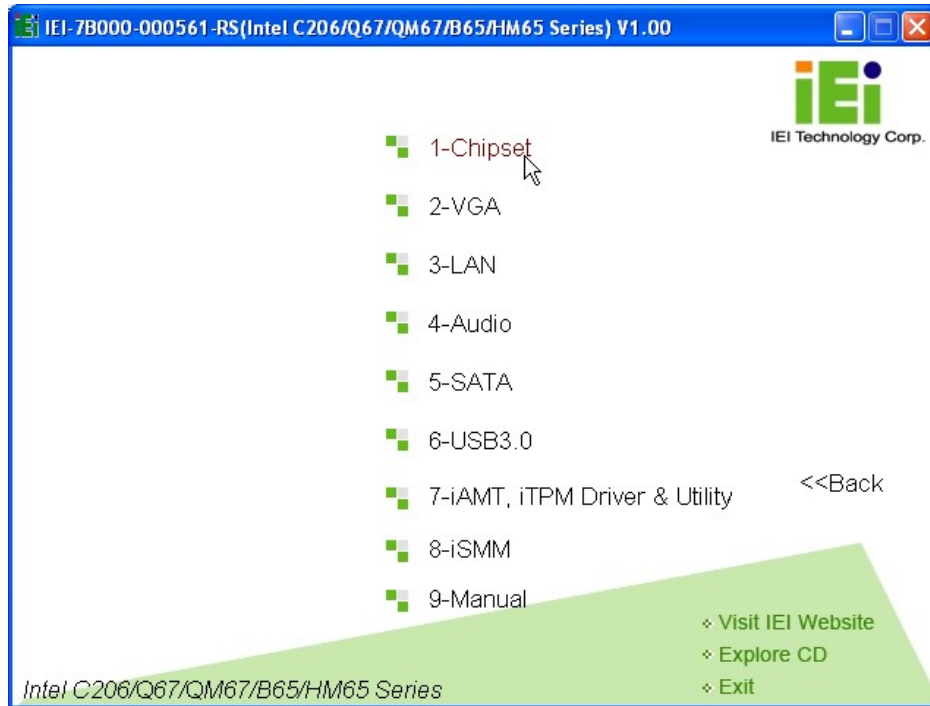 IEI-7B000-000561-RS(Intel C206/Q67/QM67/B65/HM65 Series) V1.00
iEi
IEI Technology Corp.
1-Chipset
2-VGA
3-LAN
4-Audio
5-SATA
6-USB3.0
7-iAMT, iTPM Driver & Utility
<<Back
8-iSMM
9-Manual
Visit IEI Website
Explore CD
Exit
Intel C206/Q67/QM67/B65/HM65 Series